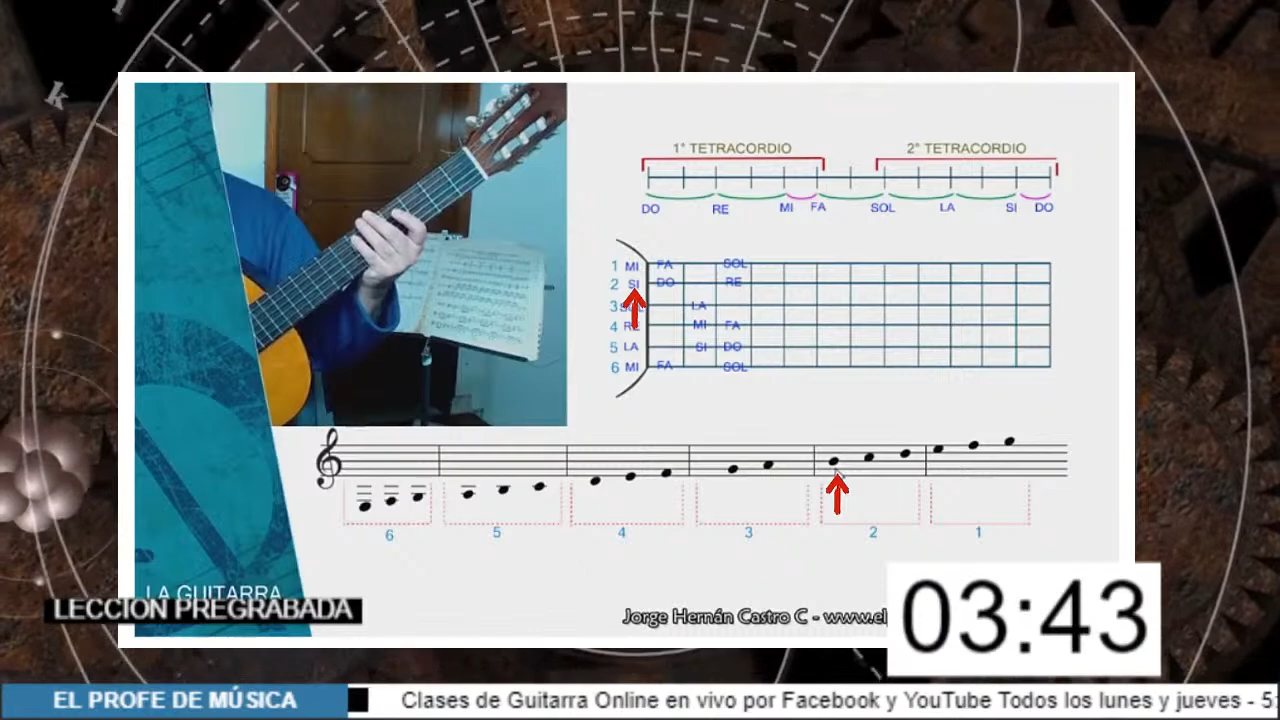 k
1° TETRACORDIO 2° TETRACORDIO
DO RE MI FA SOL LA SI DO
1 MI FA SOL
2 SI DO RE
3 LA
4 RE MI FA
5 LA SI DO
6 MI FA SOL
6 5 4 3 2 1
LA GUITARRA
LECCION PREGRABADA
Jorge Hernán Castro C - www.el
03:43
EL PROFE DE MÚSICA
Clases de Guitarra Online en vivo por Facebook y YouTube Todos los lunes y jueves - 5